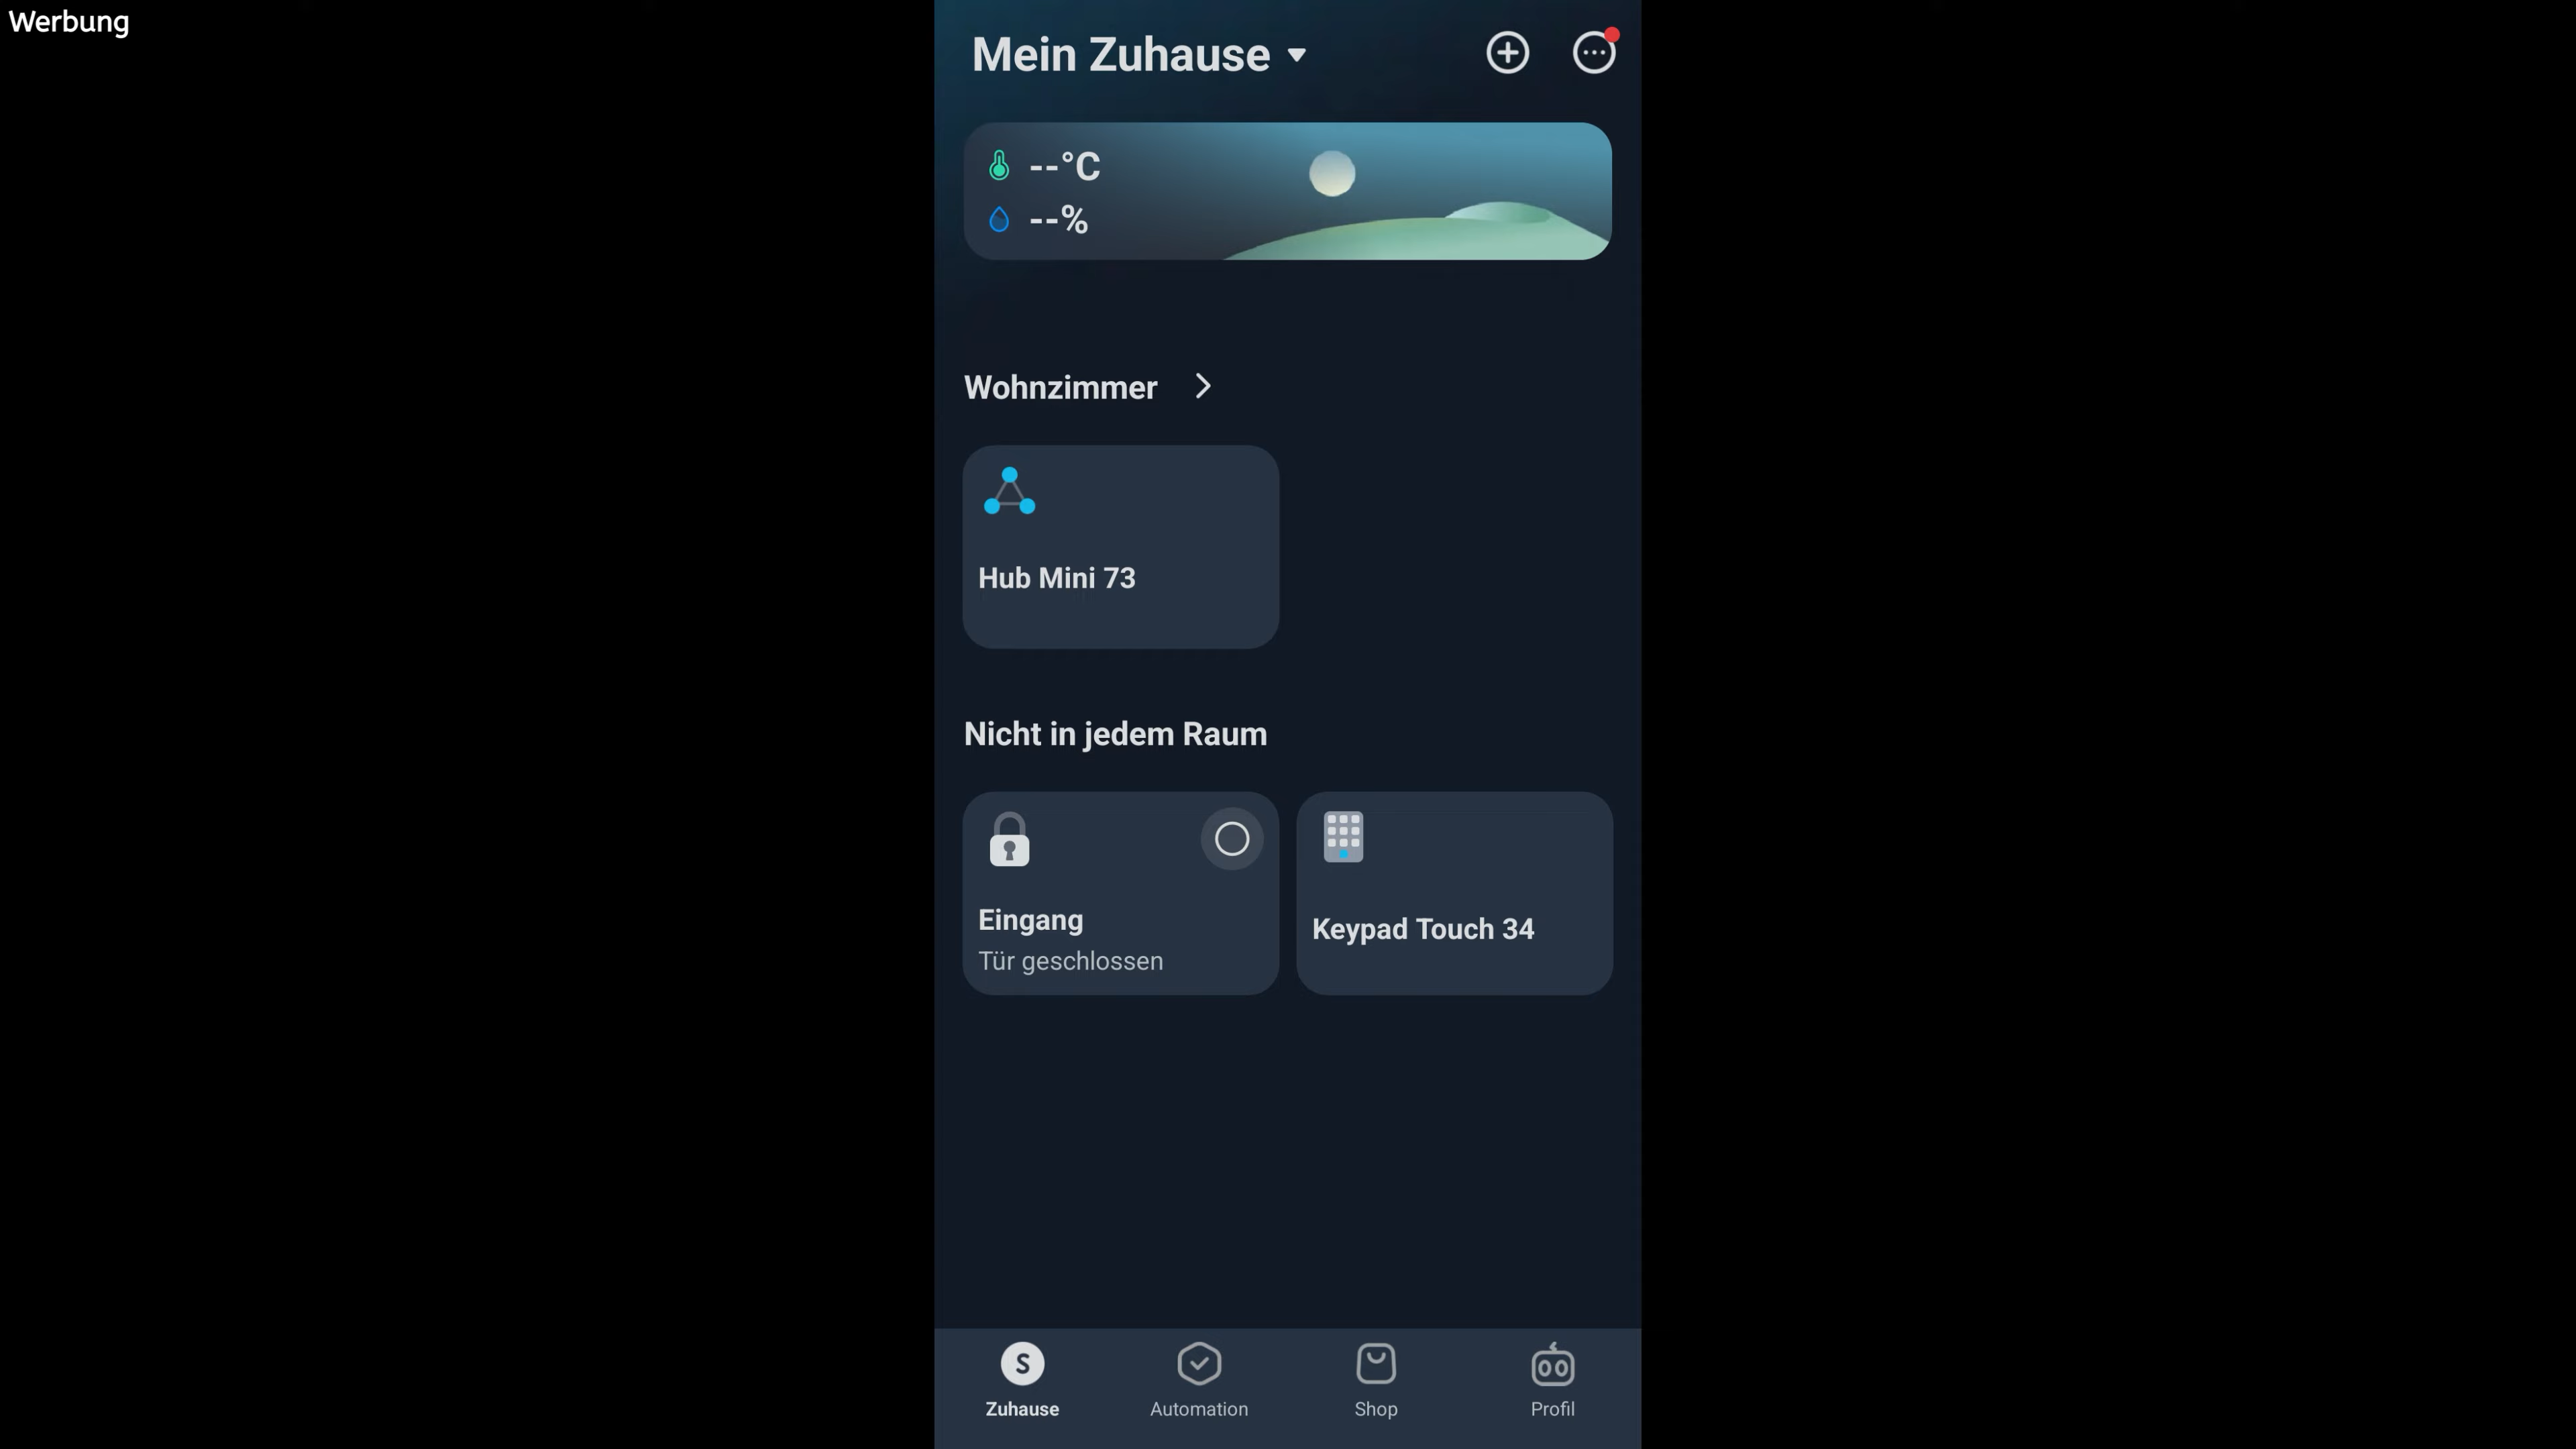 Werbung
Mein Zuhause
--°C
--%
Wohnzimmer
Hub Mini 73
Nicht in jedem Raum
Eingang
Tür geschlossen
Keypad Touch 34
S
Zuhause
Automation
Shop
Profil